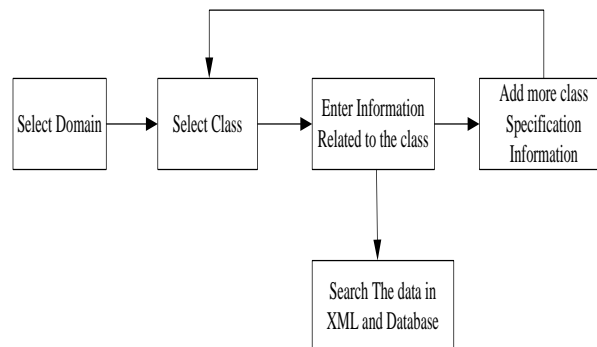 Select Domain
Select Class
Enter Information
Related to the class
Add more class
Specification
Information
Search The data in
XML and Database